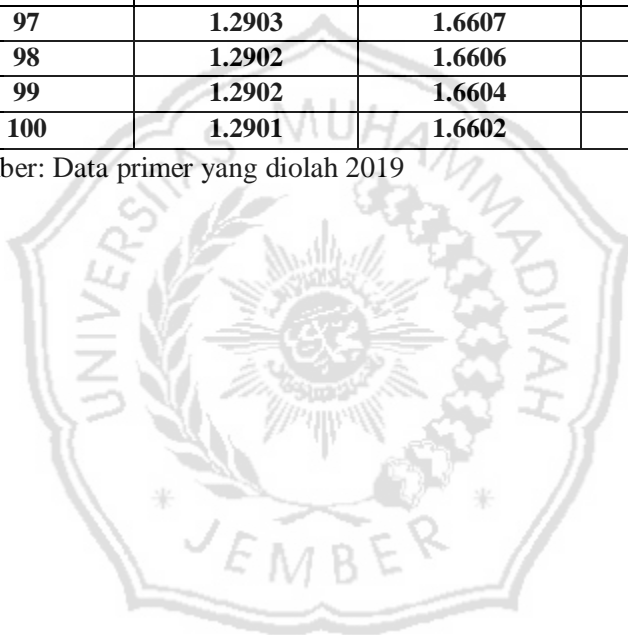 97 1.2903 1.6607
98 1.2902 1.6606
99 1.2902 1.6604
100 1.2901 1.6602
ber: Data primer yang diolah 2019
UNIVERSITAS MUHAMMADIYAH
* JEMBER *